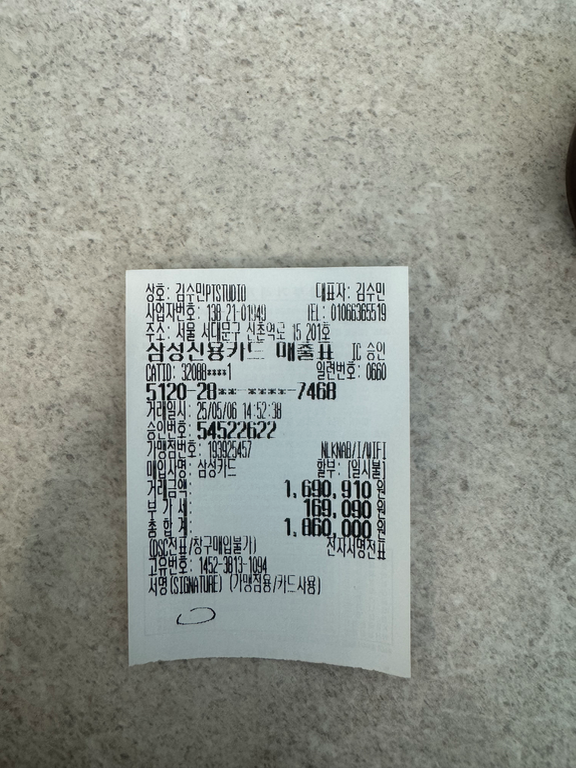 상호: 김수민PTSTUDIO 대표자: 김수민
사업자번호: 138 21-01949 TEL: 01066365519
주소: 서울 서대문구 신촌역로 15 201호
삼성신용카드 매출표 IC 승인
CATID: 32088****1 일련번호: 0660
5120-28**-****-7468
거래일시: 25/05/06 14:52:38
승인번호: 54522622
가맹점번호: 193925457 NLKNAB/I/WIFI
매입사명: 삼성카드 할부: [일시불]
거래금액: 1,690,910 원
부 가 세: 169,090 원
총 합 계: 1,860,000 원
(DSC전표/창구매입불가) 전자서명전표
고유번호: 1452-3813-1094
서명(SIGNATURE) (가맹점용/카드사용)